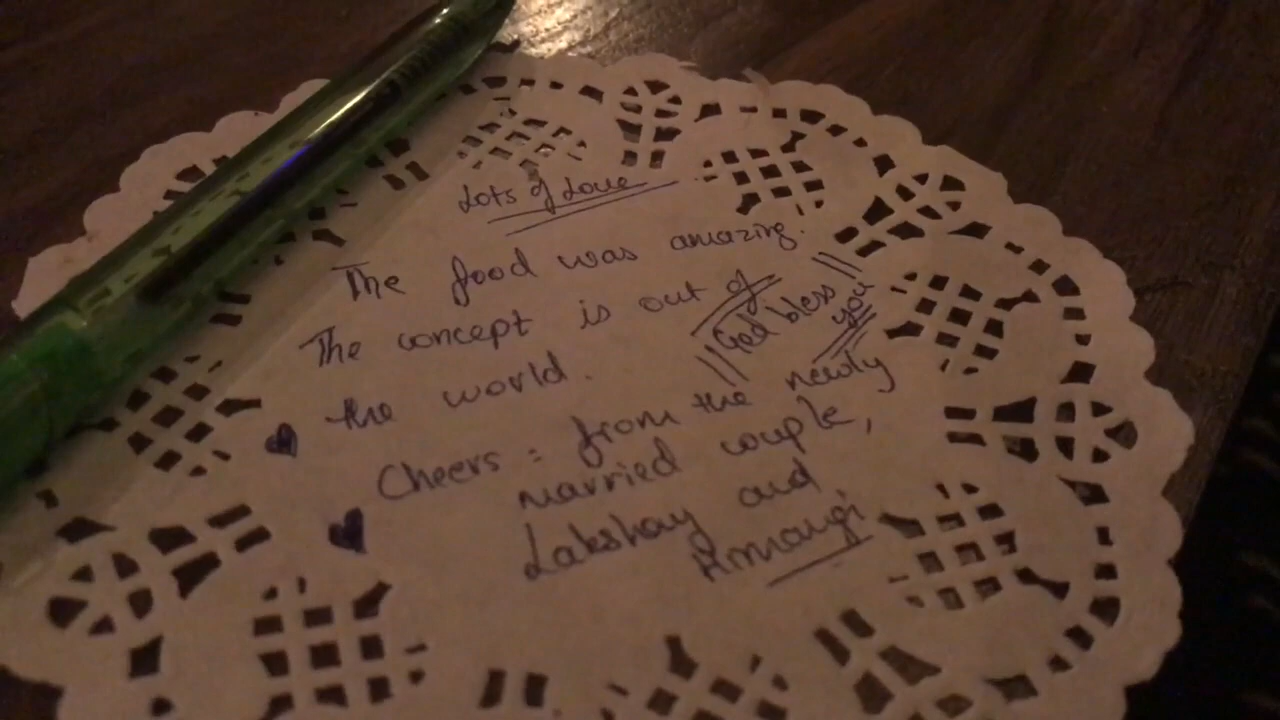 Lots of Love
The food was amazing.
The concept is out of
the world.
God bless
you
Cheers: from the newly
married couple,
Lakshay and